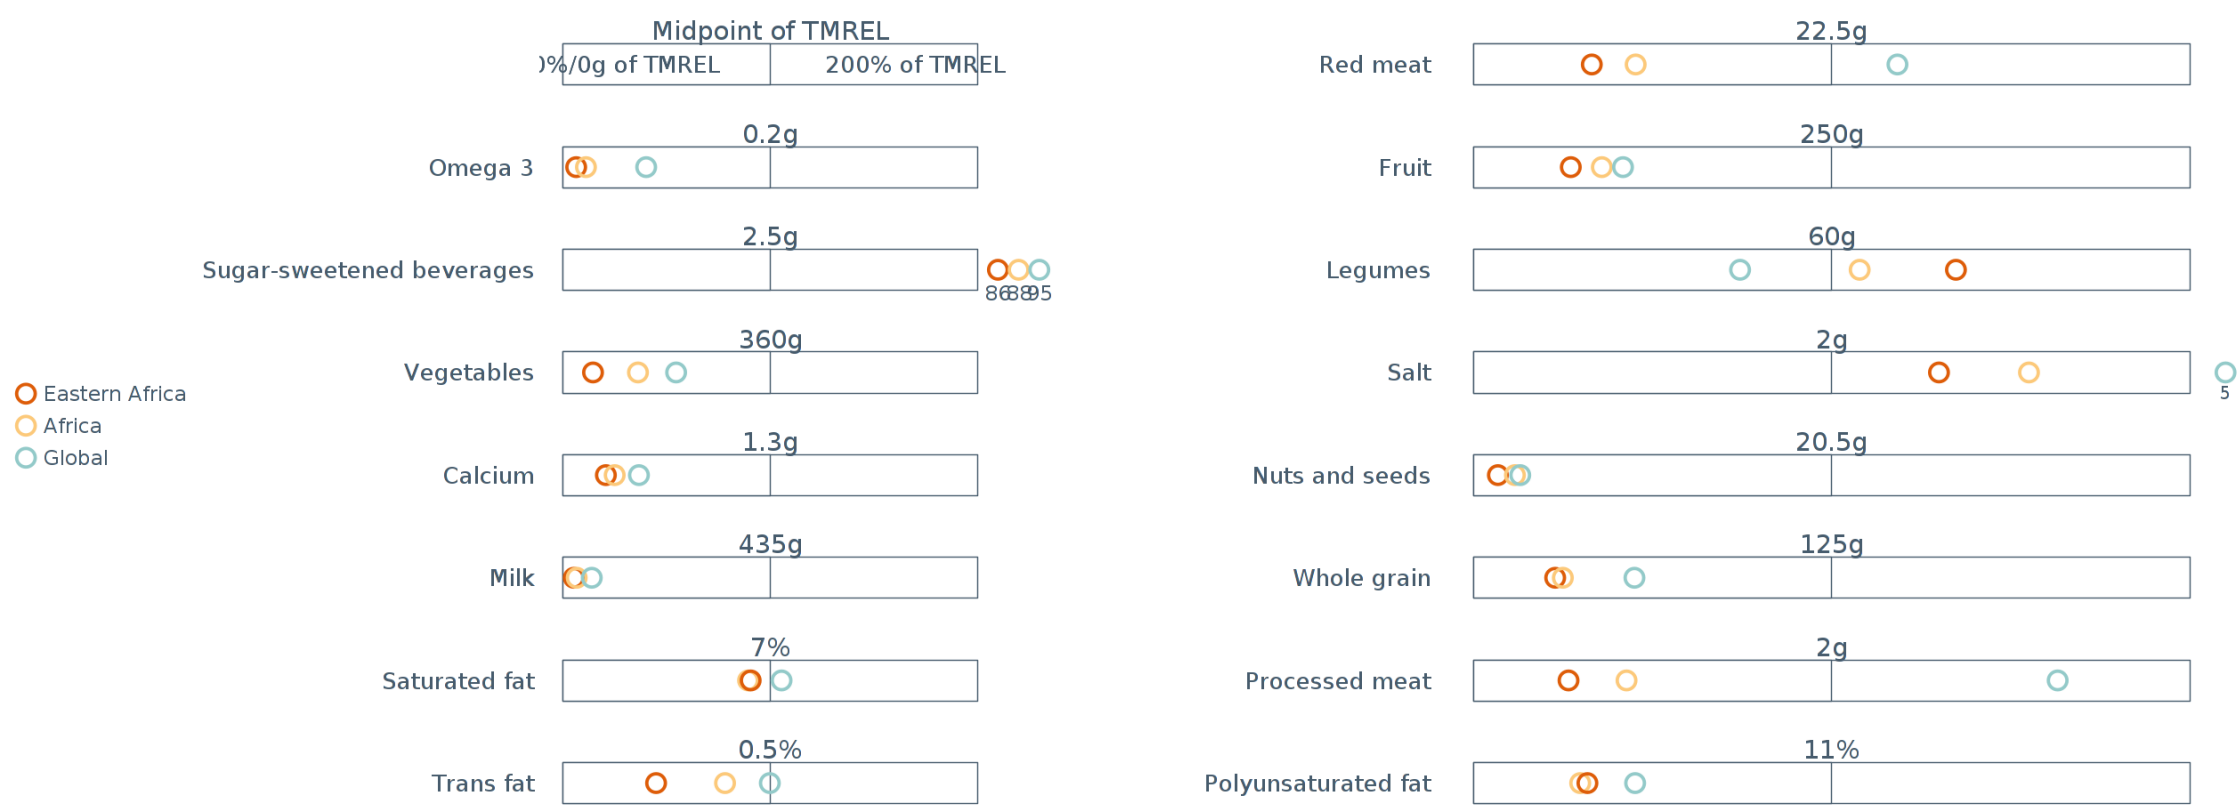 Midpoint of TMREL
0%/0g of TMREL
200% of TMREL
0.2g
Omega 3
2.5g
Sugar-sweetened beverages
86
88
95
360g
Vegetables
Eastern Africa
Africa
Global
1.3g
Calcium
435g
Milk
7%
Saturated fat
0.5%
Trans fat
22.5g
Red meat
250g
Fruit
60g
Legumes
2g
Salt
5
20.5g
Nuts and seeds
125g
Whole grain
2g
Processed meat
11%
Polyunsaturated fat